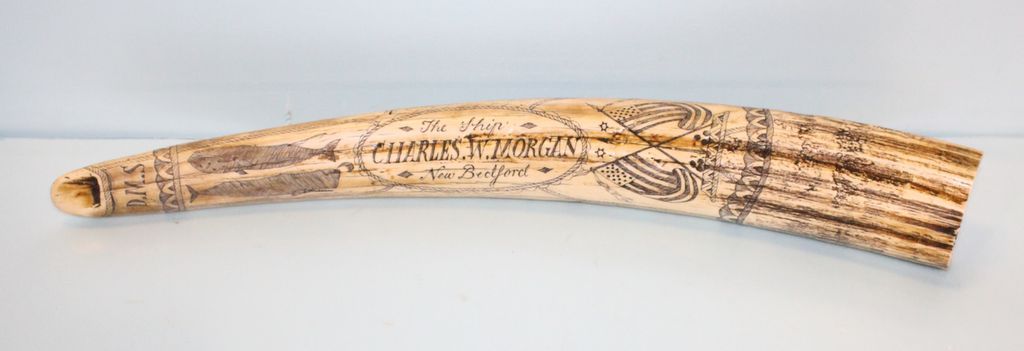 D.M.S
The Ship
CHARLES.W.MORGAN
New Bedford